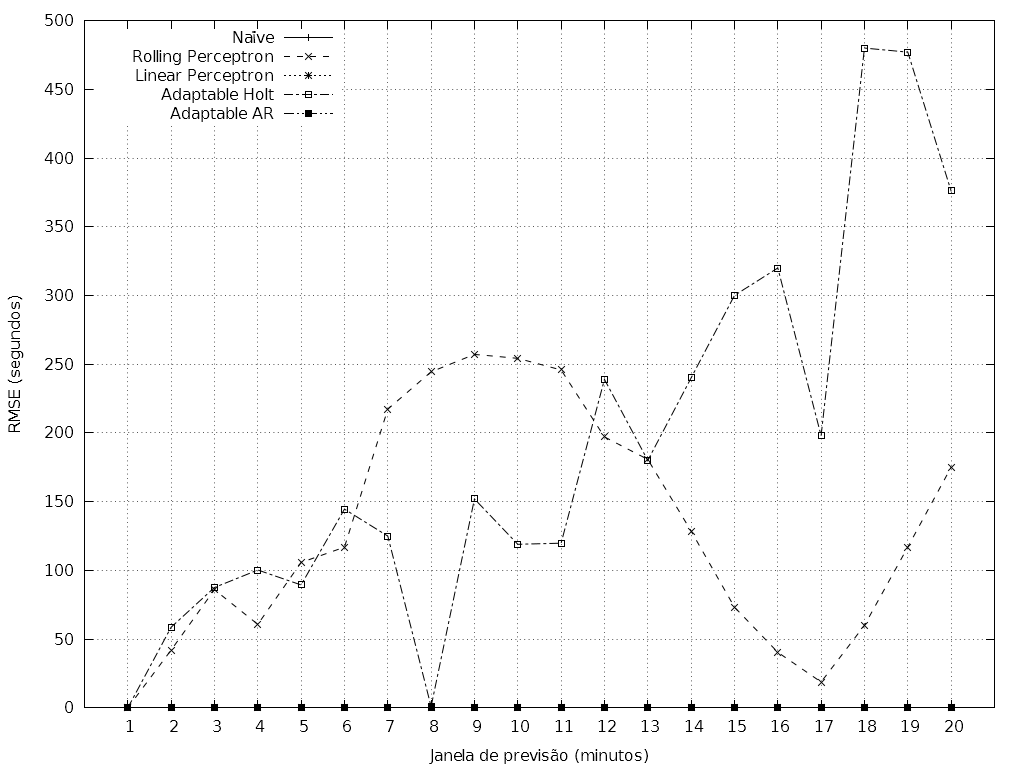 500
450
400
350
300
250
200
150
100
50
0
RMSE (segundos)
Naïve
Rolling Perceptron
Linear Perceptron
Adaptable Holt
Adaptable AR
1 2 3 4 5 6 7 8 9 10 11 12 13 14 15 16 17 18 19 20
Janela de previsão (minutos)